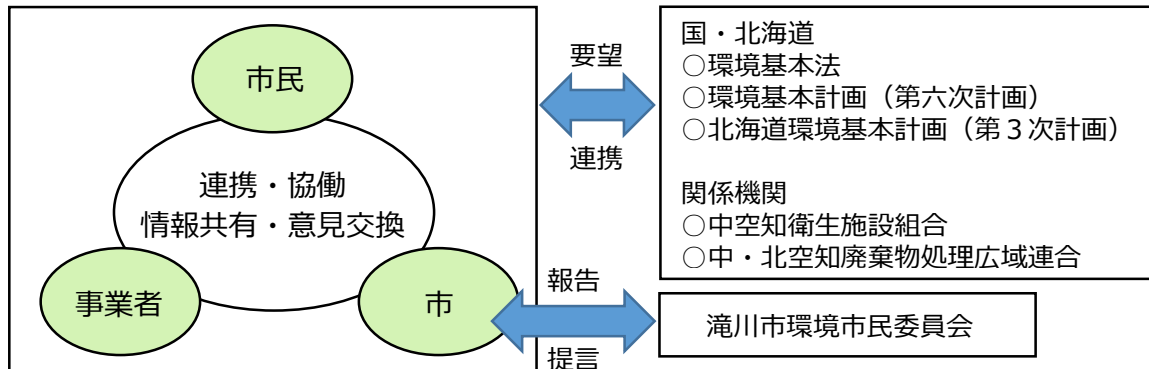 市民
連携・協働
情報共有・意見交換
事業者
市
要望
連携
国・北海道
○環境基本法
○環境基本計画（第六次計画）
○北海道環境基本計画（第３次計画）
関係機関
○中空知衛生施設組合
○中・北空知廃棄物処理広域連合
報告
提言
滝川市環境市民委員会